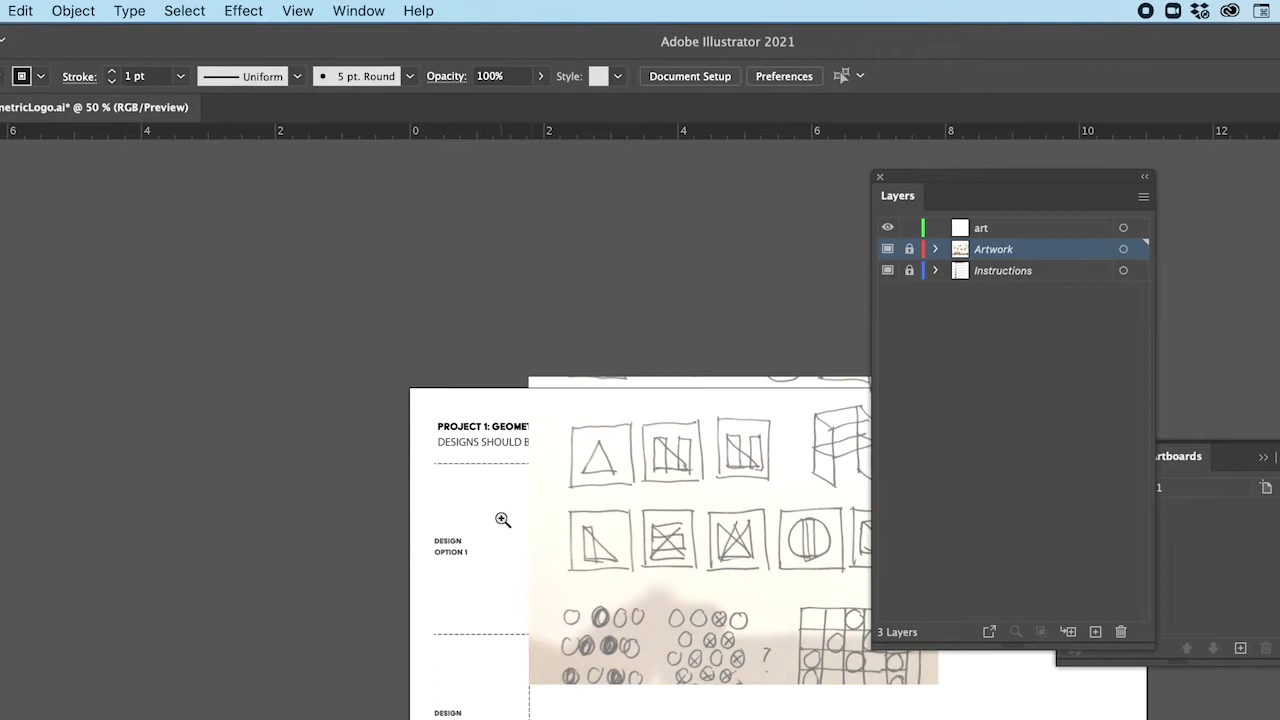 Edit Object Type Select Effect View Window Help
Adobe Illustrator 2021
Stroke: 1 pt Uniform 5 pt. Round Opacity: 100% Style: Document Setup Preferences
metricLogo.ai* @ 50 % (RGB/Preview)
6 4 2 0 2 4 6 8 10 12
Layers
art
Artwork
Instructions
PROJECT 1: GEOMET
DESIGNS SHOULD B
rtboards
1
DESIGN
OPTION 1
?
3 Layers
DESIGN